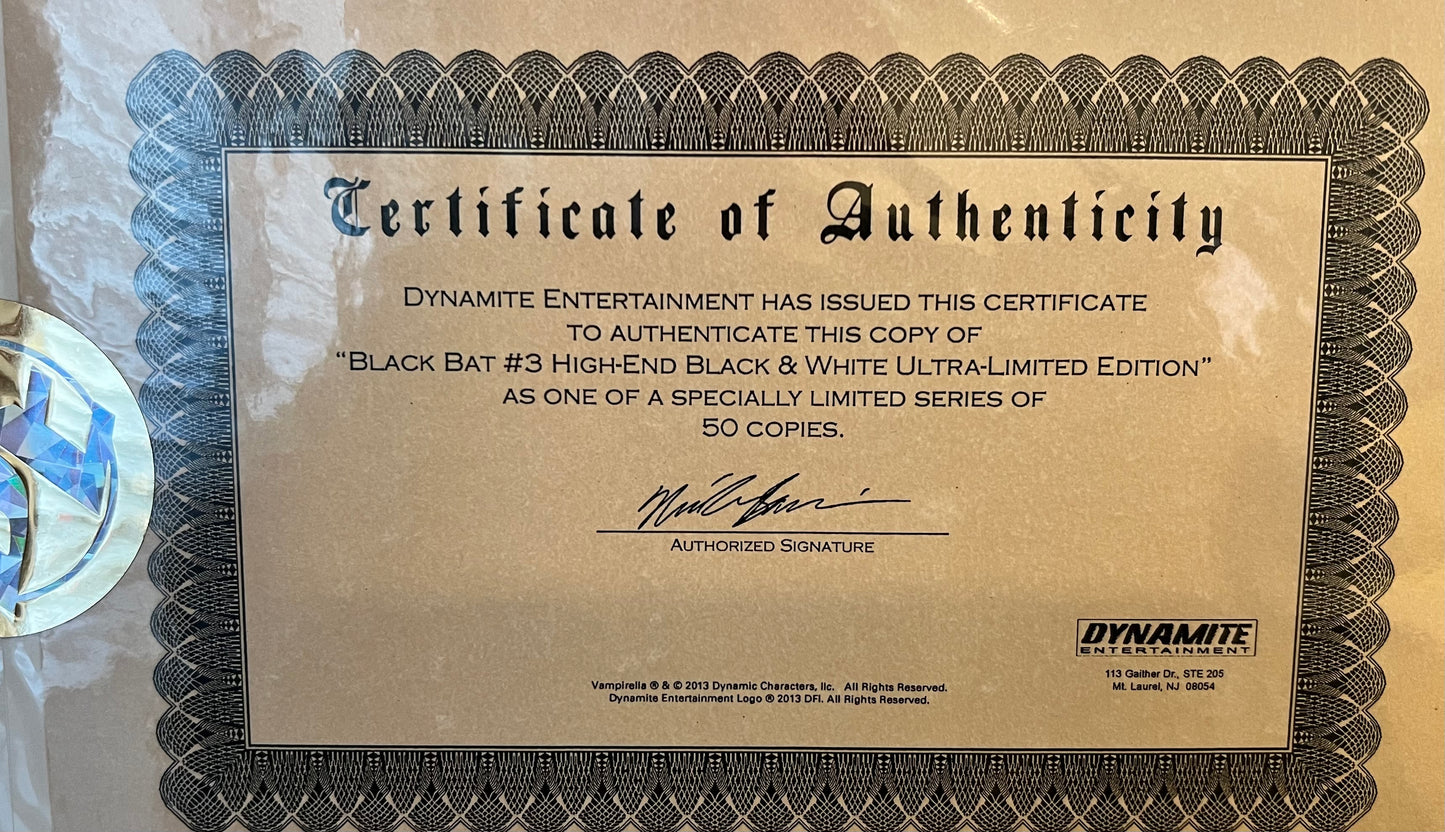 Certificate of Authenticity
DYNAMITE ENTERTAINMENT HAS ISSUED THIS CERTIFICATE
TO AUTHENTICATE THIS COPY OF
“BLACK BAT #3 HIGH-END BLACK & WHITE ULTRA-LIMITED EDITION”
AS ONE OF A SPECIALLY LIMITED SERIES OF
50 COPIES.
AUTHORIZED SIGNATURE
DYNAMITE
ENTERTAINMENT
113 Gaither Dr., STE 205
Mt. Laurel, NJ 08054
Vampirella ® & © 2013 Dynamic Characters, llc. All Rights Reserved.
Dynamite Entertainment Logo ® 2013 DFI. All Rights Reserved.